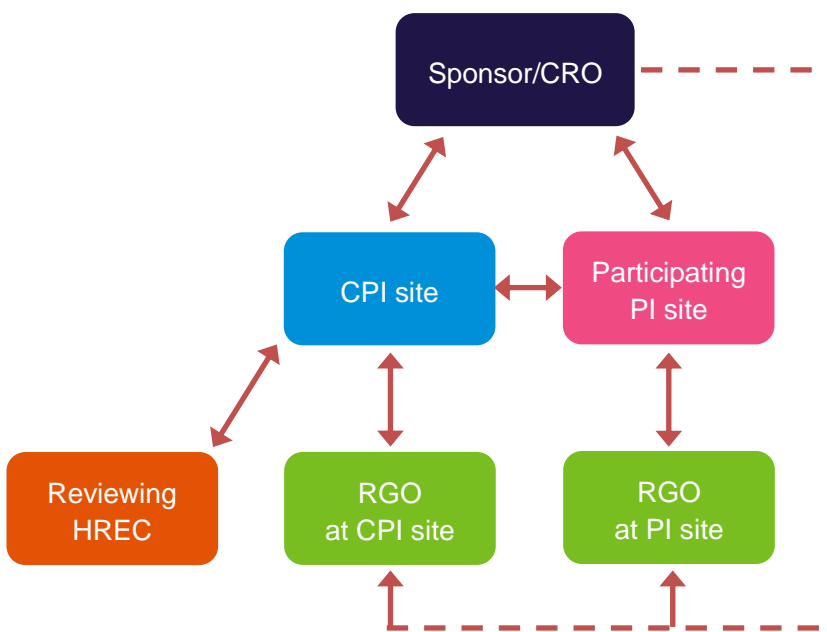 Sponsor/CRO
CPI site
Participating
PI site
Reviewing
HREC
RGO
at CPI site
RGO
at PI site